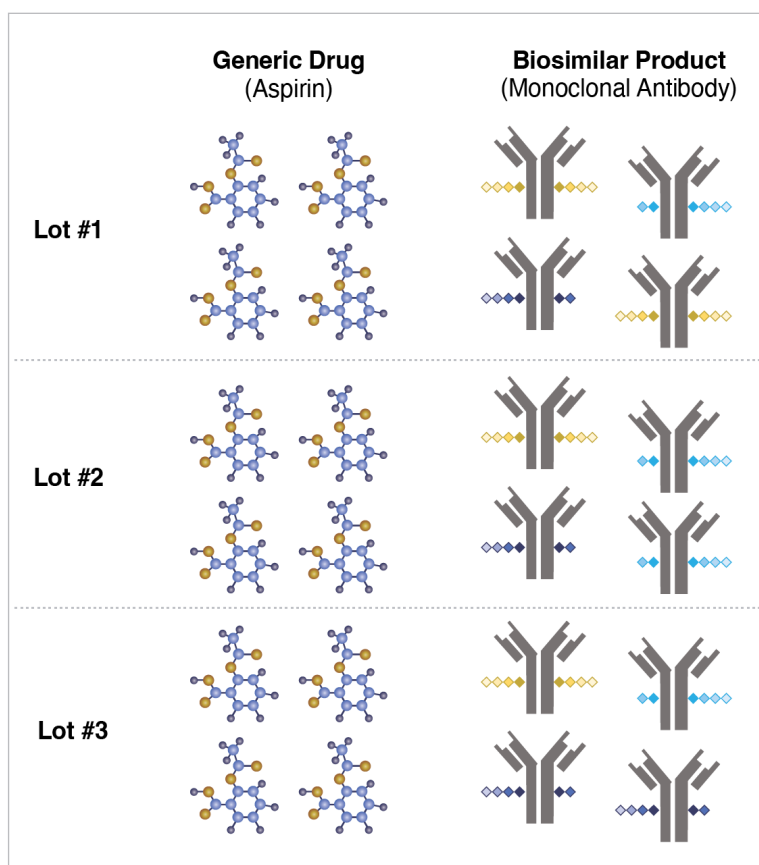 Generic Drug
(Aspirin)
Biosimilar Product
(Monoclonal Antibody)
Lot #1
Lot #2
Lot #3